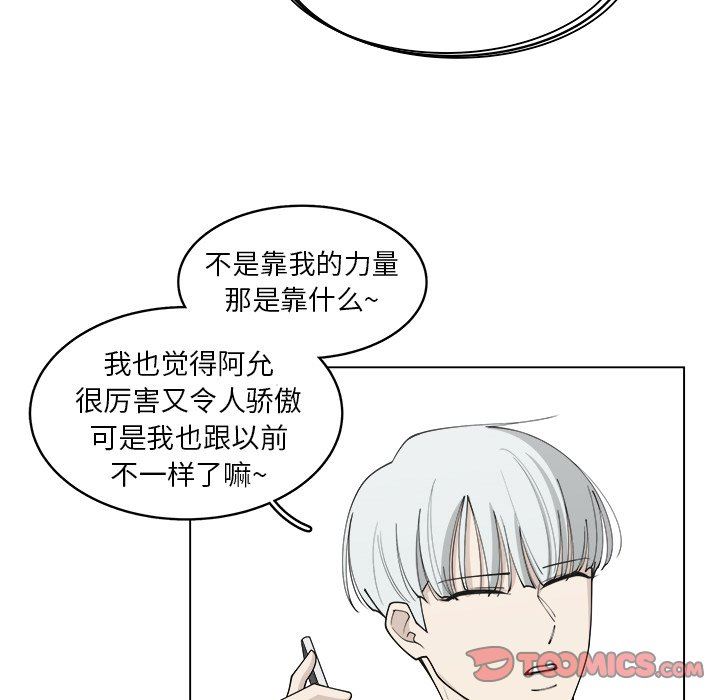 不是靠我的力量
那是靠什么~
我也觉得阿允
很厉害又令人骄傲
可是我也跟以前
不一样了嘛~
TOOMICS.COM